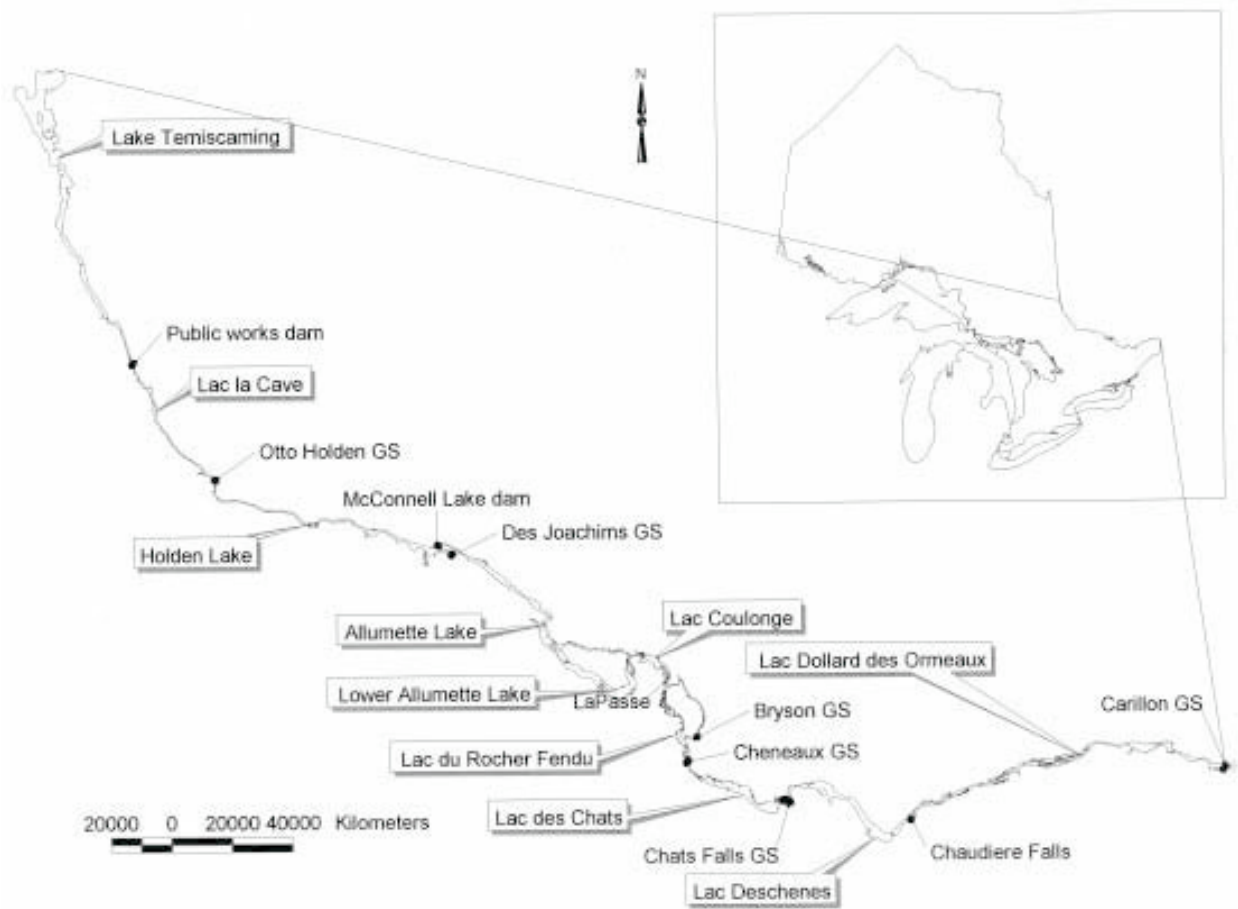 N
Lake Temiscaming
Public works dam
Lac la Cave
Otto Holden GS
McConnell Lake dam
Des Joachims GS
Holden Lake
Allumette Lake
Lac Coulonge
Lac Dollard des Ormeaux
Lower Allumette Lake
LaPasse
Bryson GS
Carillon GS
Lac du Rocher Fendu
Cheneaux GS
Lac des Chats
20000 0 20000 40000 Kilometers
Chats Falls GS
Chaudiere Falls
Lac Deschenes